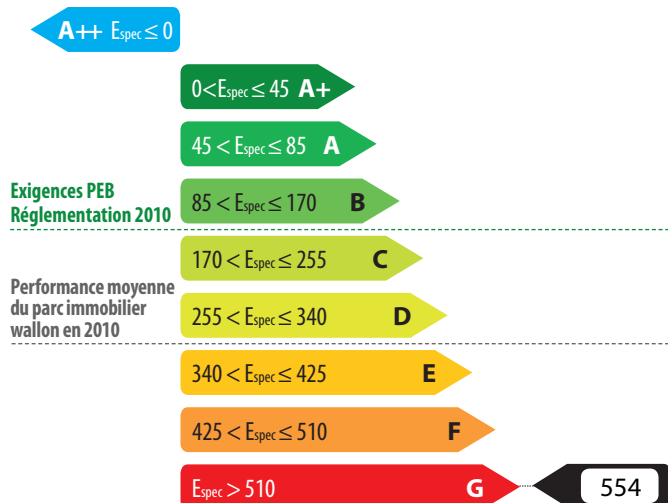 A++ Espec ≤ 0
0<Espec ≤ 45 A+
45 < Espec ≤ 85 A
Exigences PEB
Réglementation 2010
85 < Espec ≤ 170 B
170 < Espec ≤ 255 C
Performance moyenne
du parc immobilier
wallon en 2010
255 < Espec ≤ 340 D
340 < Espec ≤ 425 E
425 < Espec ≤ 510 F
Espec > 510 G 554